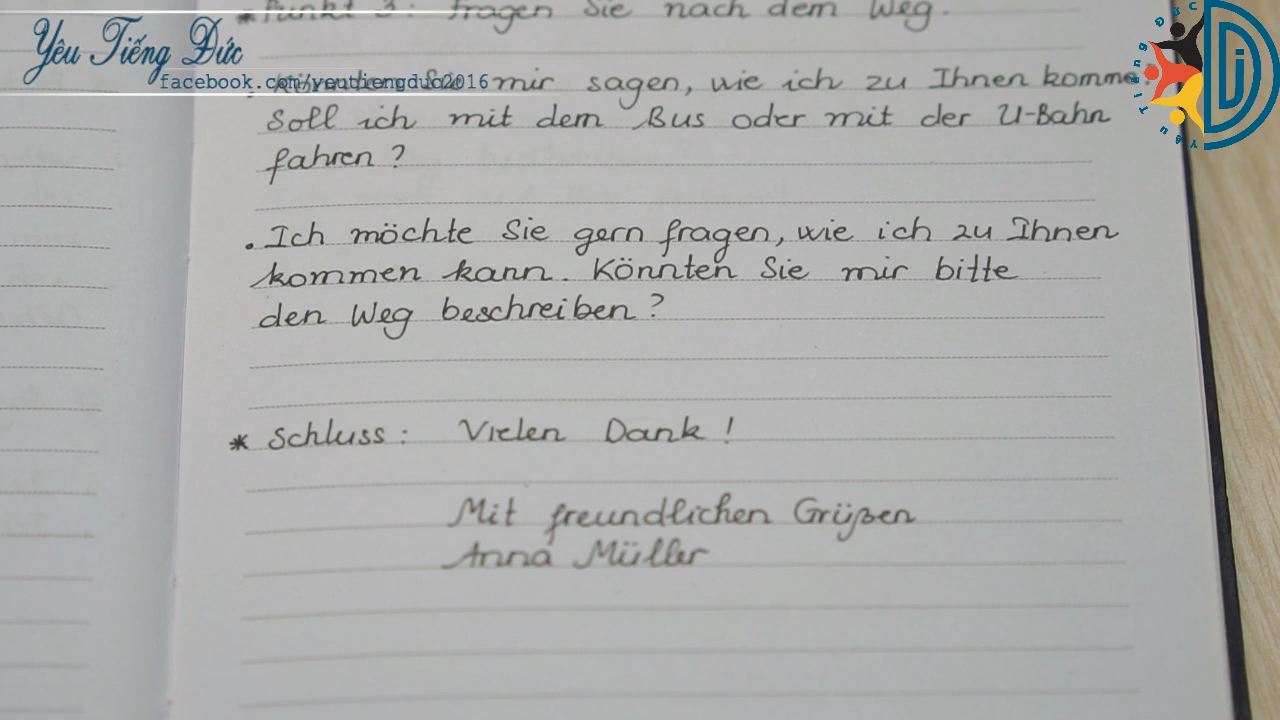 * Punkt 3: Fragen Sie nach dem Weg.
Yêu Tiếng Đức
facebook.com/yeutiengduc2016
mir sagen, wie ich zu Ihnen komme
Soll ich mit dem Bus oder mit der U-Bahn
fahren?
. Ich möchte Sie gern fragen, wie ich zu Ihnen
kommen kann. Könnten Sie mir bitte
den Weg beschreiben?
* Schluss: Vielen Dank!
Mit freundlichen Grüßen
Anna Müller